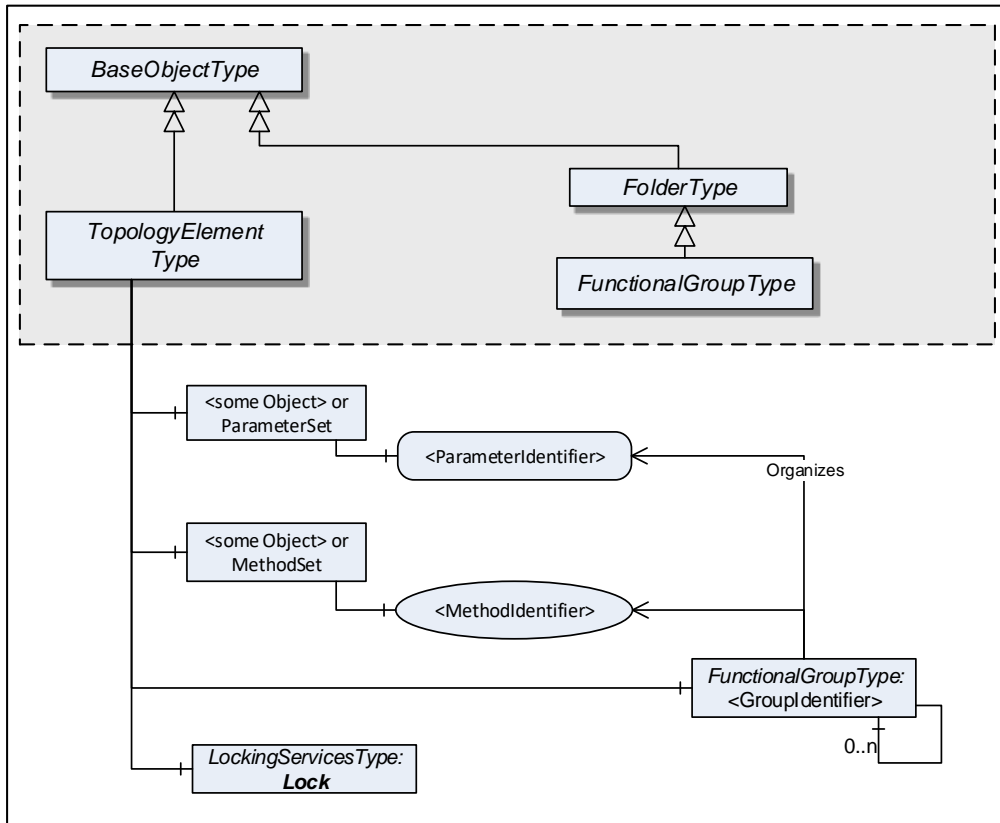 BaseObjectType
FolderType
TopologyElement
Type
FunctionalGroupType
<some Object> or
ParameterSet
<ParameterIdentifier>
Organizes
<some Object> or
MethodSet
<MethodIdentifier>
FunctionalGroupType:
<GroupIdentifier>
0..n
LockingServicesType:
Lock